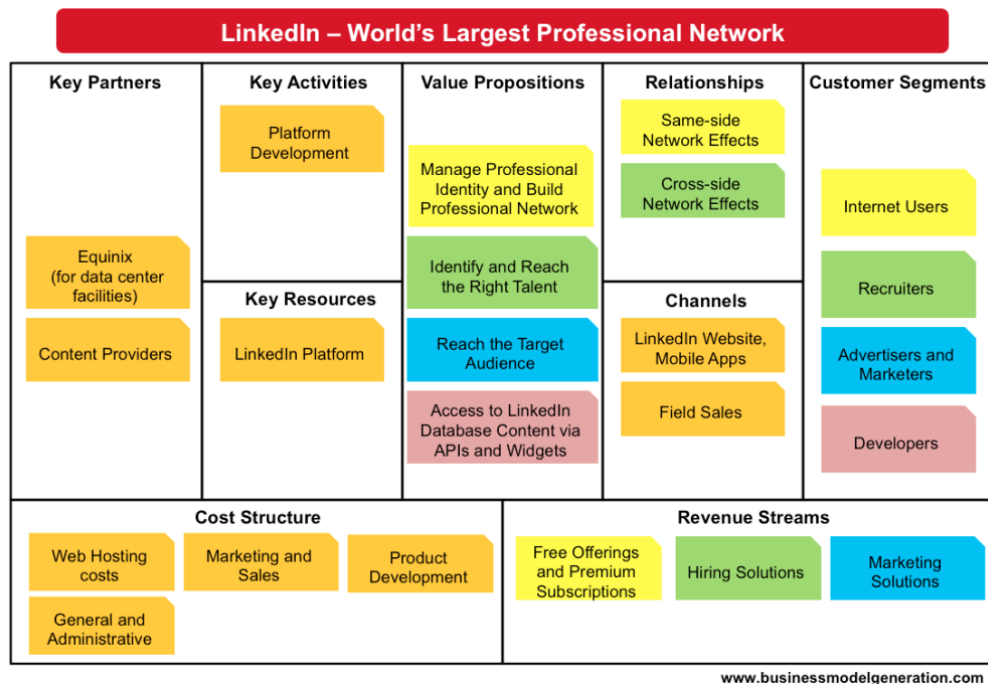 LinkedIn – World's Largest Professional Network
Key Partners
Equinix
(for data center
facilities)
Content Providers
Key Activities
Platform
Development
Key Resources
LinkedIn Platform
Value Propositions
Manage Professional
Identity and Build
Professional Network
Identify and Reach
the Right Talent
Reach the Target
Audience
Access to LinkedIn
Database Content via
APIs and Widgets
Relationships
Same-side
Network Effects
Cross-side
Network Effects
Channels
LinkedIn Website,
Mobile Apps
Field Sales
Customer Segments
Internet Users
Recruiters
Advertisers and
Marketers
Developers
Cost Structure
Web Hosting
costs
Marketing and
Sales
Product
Development
General and
Administrative
Revenue Streams
Free Offerings
and Premium
Subscriptions
Hiring Solutions
Marketing
Solutions
www.businessmodelgeneration.com